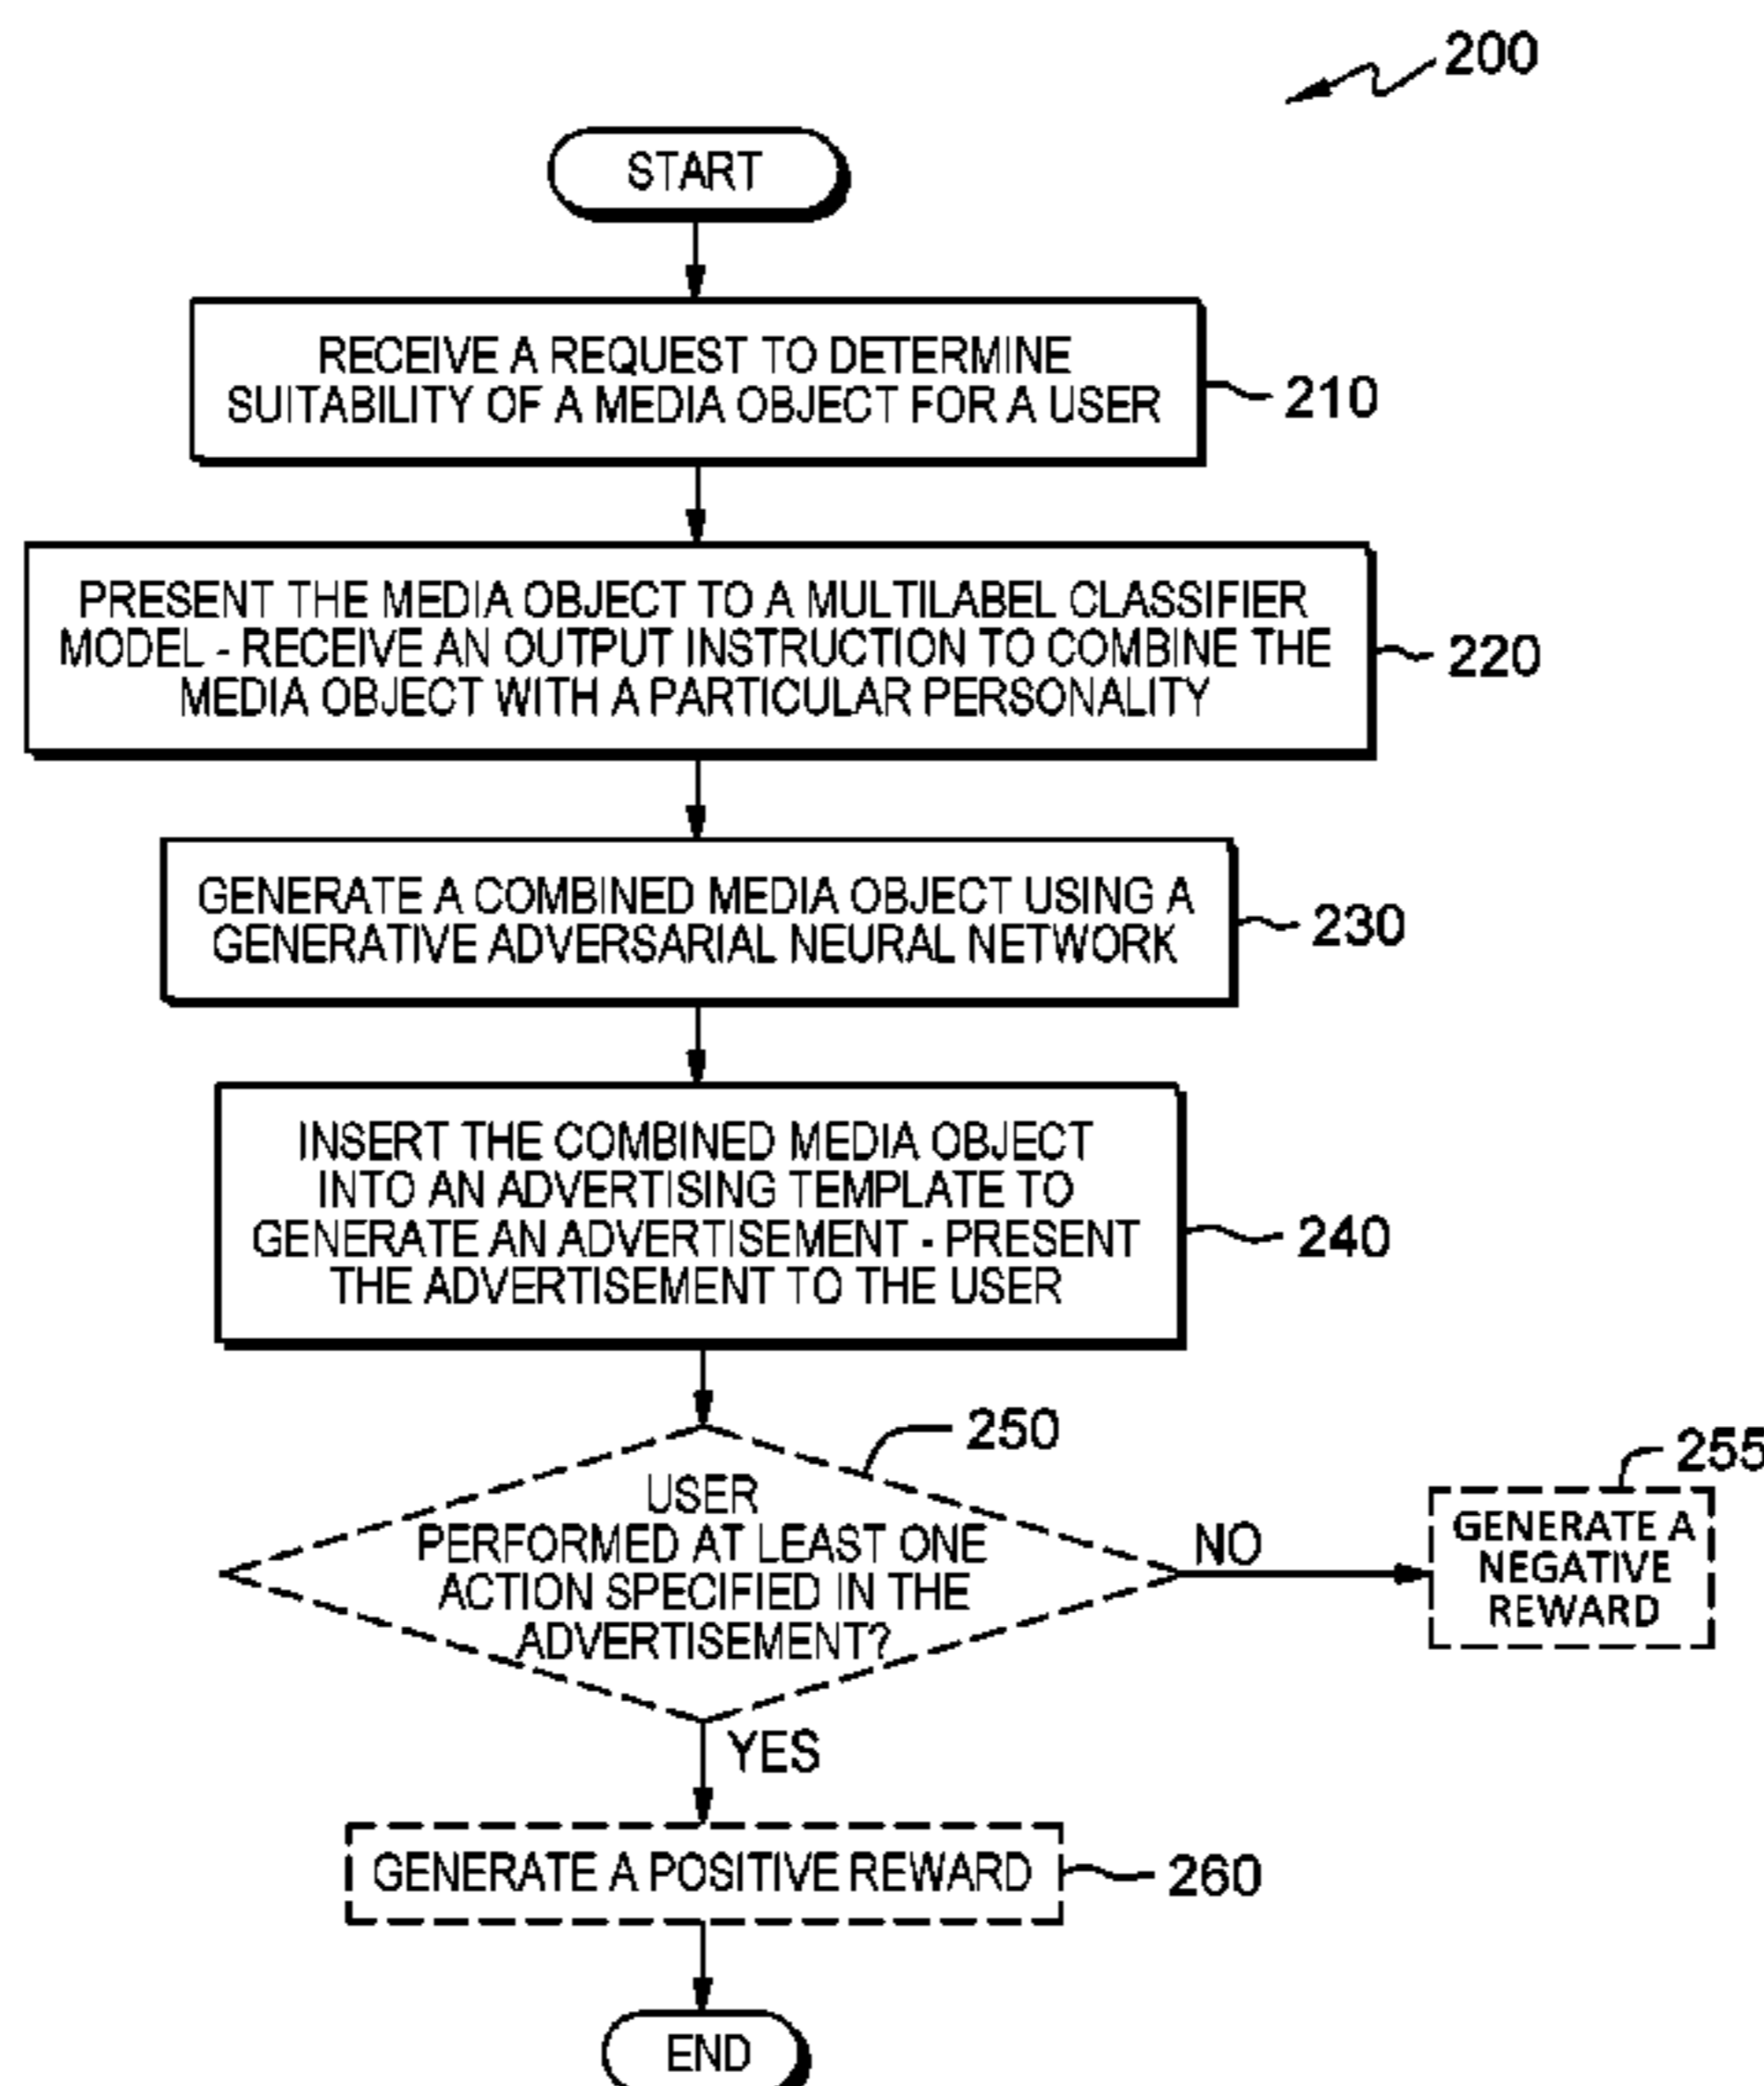 200
START
RECEIVE A REQUEST TO DETERMINE
SUITABILITY OF A MEDIA OBJECT FOR A USER
210
PRESENT THE MEDIA OBJECT TO A MULTILABEL CLASSIFIER
MODEL - RECEIVE AN OUTPUT INSTRUCTION TO COMBINE THE
MEDIA OBJECT WITH A PARTICULAR PERSONALITY
220
GENERATE A COMBINED MEDIA OBJECT USING A
GENERATIVE ADVERSARIAL NEURAL NETWORK
230
INSERT THE COMBINED MEDIA OBJECT
INTO AN ADVERTISING TEMPLATE TO
GENERATE AN ADVERTISEMENT - PRESENT
THE ADVERTISEMENT TO THE USER
240
250
USER
PERFORMED AT LEAST ONE
ACTION SPECIFIED IN THE
ADVERTISEMENT?
NO
255
GENERATE A
NEGATIVE
REWARD
YES
GENERATE A POSITIVE REWARD
260
END